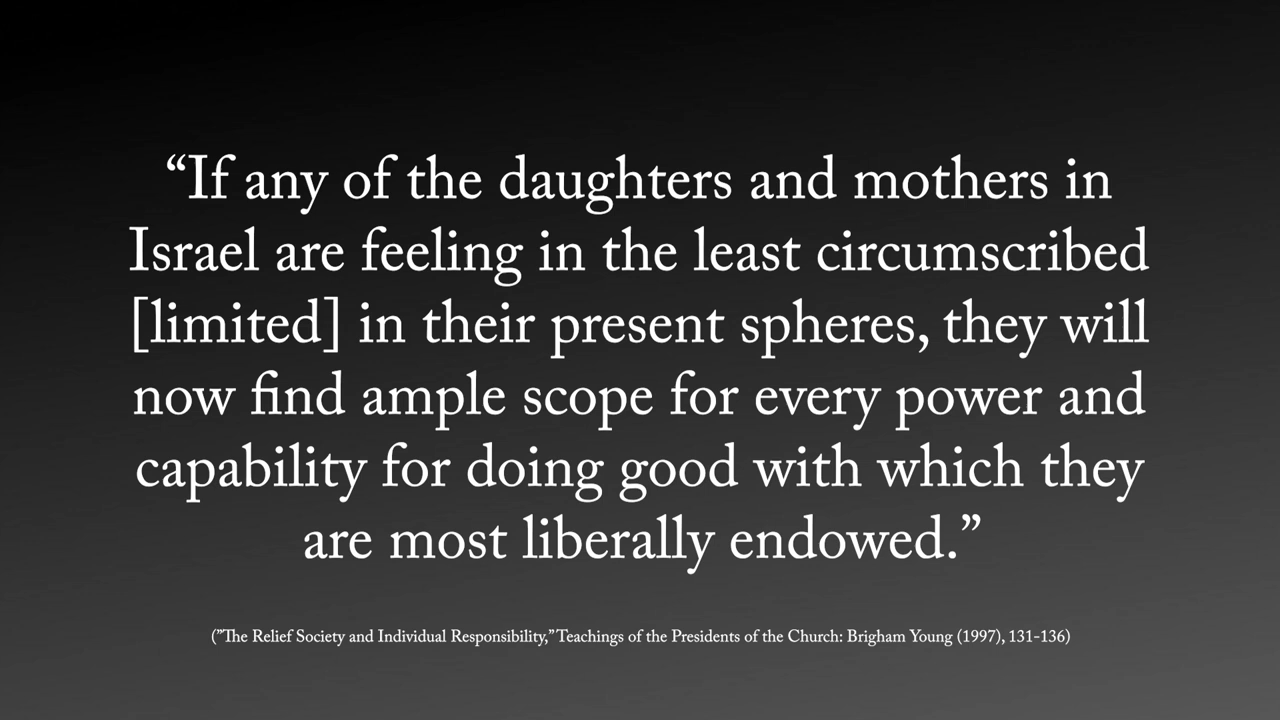 “If any of the daughters and mothers in
Israel are feeling in the least circumscribed
[limited] in their present spheres, they will
now find ample scope for every power and
capability for doing good with which they
are most liberally endowed.”
(”The Relief Society and Individual Responsibility,” Teachings of the Presidents of the Church: Brigham Young (1997), 131-136)